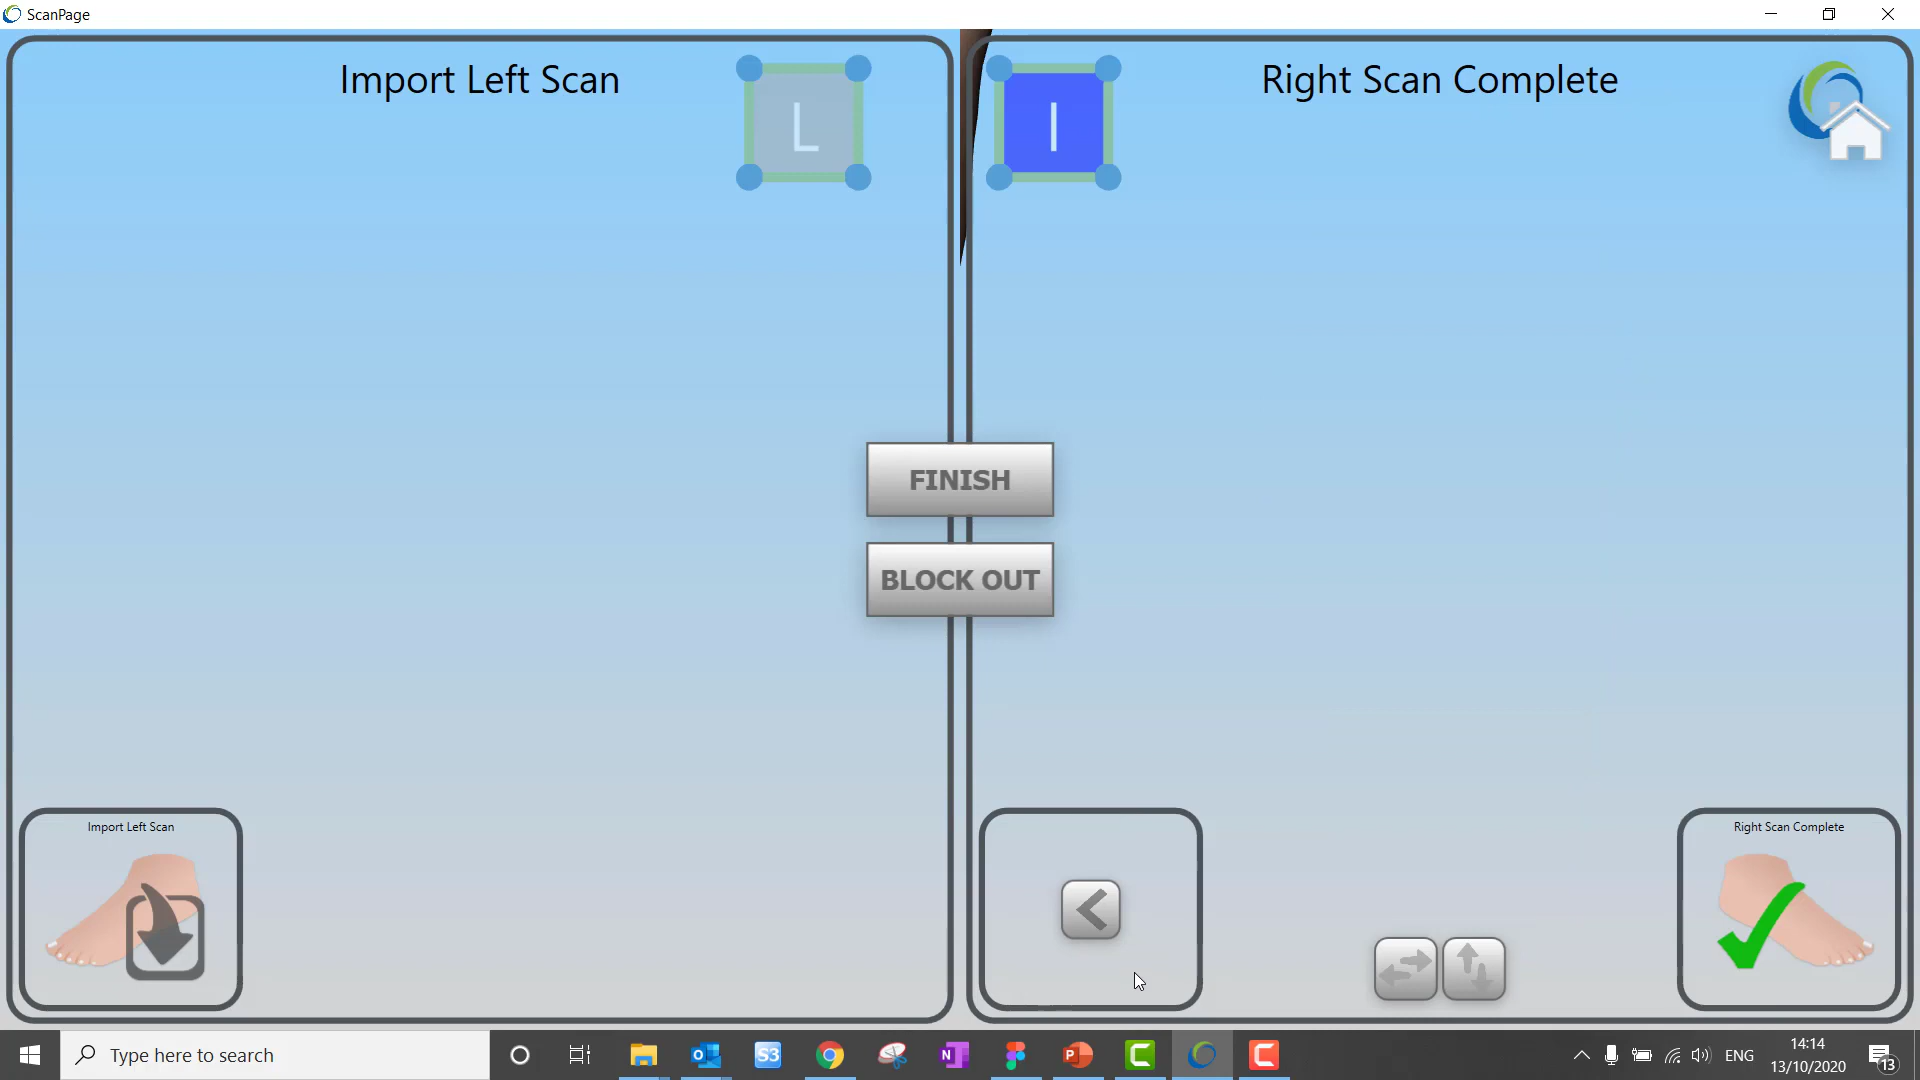 ScanPage
Import Left Scan
L
I
Right Scan Complete
FINISH
BLOCK OUT
Import Left Scan
Right Scan Complete
Type here to search
S3
N
P
C
C
ENG
14:14
13/10/2020
13